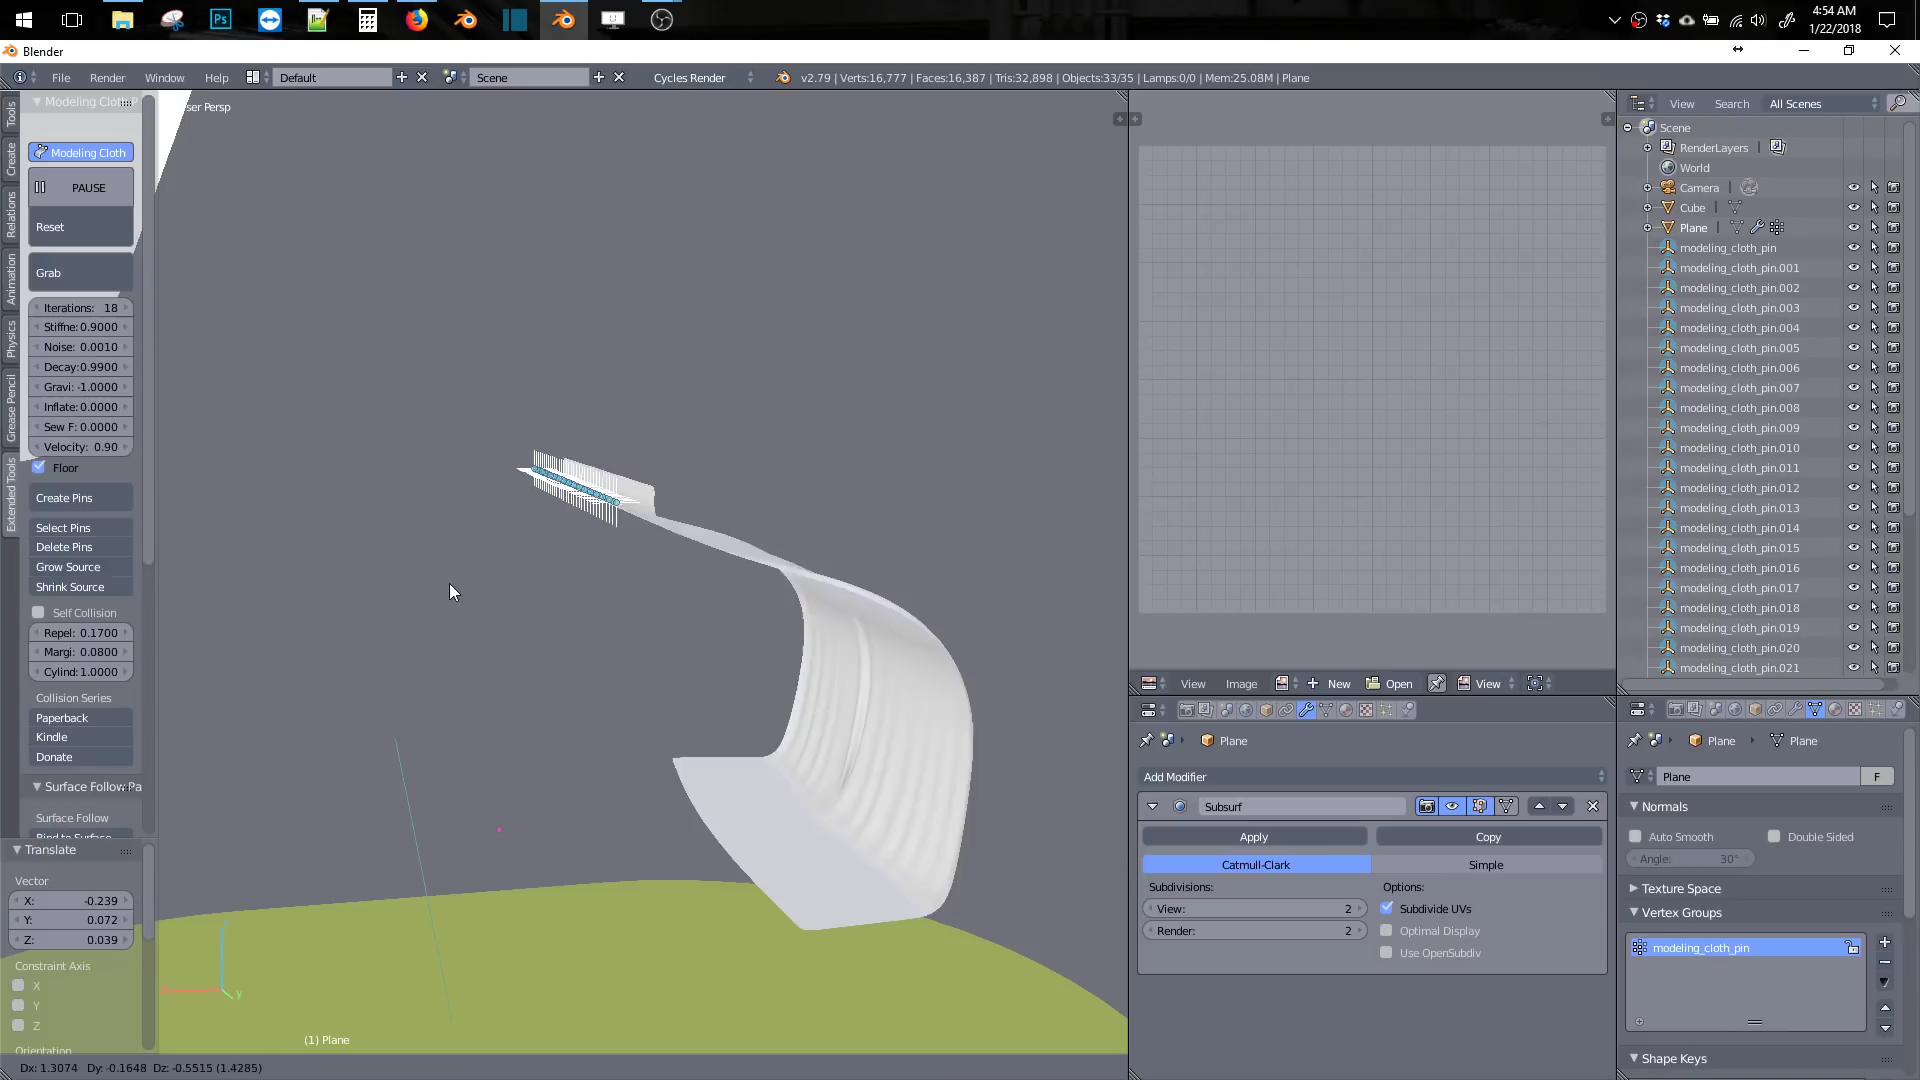 4:54 AM
1/22/2018
Blender
File Render Window Help Default Scene Cycles Render v2.79 | Verts:16,777 | Faces:16,387 | Tris:32,898 | Objects:33/35 | Lamps:0/0 | Mem:25.08M | Plane
Tools
Create
Relations
Animation
Physics
Grease Pencil
Extended Tools
Modeling Cloth P
Modeling Cloth
PAUSE
Reset
Grab
Iterations: 18
Stiffne: 0.9000
Noise: 0.0010
Decay:0.9900
Gravi: -1.0000
Inflate: 0.0000
Sew F: 0.0000
Velocity: 0.90
Floor
Create Pins
Select Pins
Delete Pins
Grow Source
Shrink Source
Self Collision
Repel: 0.1700
Margi: 0.0800
Cylind:1.0000
Collision Series
Paperback
Kindle
Donate
Surface Follow Pa
Surface Follow
Bind to Surface
Translate
Vector
X: -0.239
Y: 0.072
Z: 0.039
Constraint Axis
X
Y
Z
Orientation
Dx: 1.3074 Dy: -0.1648 Dz: -0.5515 (1.4285)
ser Persp
y
(1) Plane
View Image New Open View
Plane
Add Modifier
Subsurf
Apply Copy
Catmull-Clark Simple
Subdivisions: Options:
View: 2 Subdivide UVs
Render: 2 Optimal Display
Use OpenSubdiv
View Search All Scenes
Scene
RenderLayers
World
Camera
Cube
Plane
modeling_cloth_pin
modeling_cloth_pin.001
modeling_cloth_pin.002
modeling_cloth_pin.003
modeling_cloth_pin.004
modeling_cloth_pin.005
modeling_cloth_pin.006
modeling_cloth_pin.007
modeling_cloth_pin.008
modeling_cloth_pin.009
modeling_cloth_pin.010
modeling_cloth_pin.011
modeling_cloth_pin.012
modeling_cloth_pin.013
modeling_cloth_pin.014
modeling_cloth_pin.015
modeling_cloth_pin.016
modeling_cloth_pin.017
modeling_cloth_pin.018
modeling_cloth_pin.019
modeling_cloth_pin.020
modeling_cloth_pin.021
Plane Plane
Plane F
Normals
Auto Smooth Double Sided
Angle: 30°
Texture Space
Vertex Groups
modeling_cloth_pin
Shape Keys